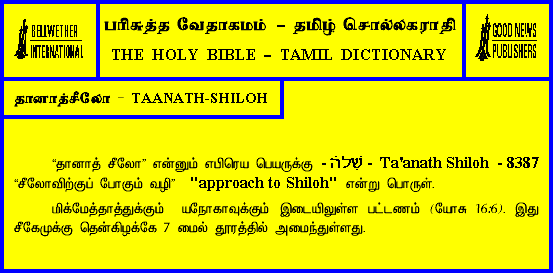 BELLWETHER
INTERNATIONAL
பரிசுத்த வேதாகமம் – தமிழ் சொல்லகராதி
THE HOLY BIBLE – TAMIL DICTIONARY
GOOD NEWS
PUBLISHERS
தானாத்சீலோ – TAANATH-SHILOH
“தானாத் சீலோ” என்னும் எபிரெய பெயருக்கு - שׁלה - Ta'anath Shiloh - 8387
“சீலோவிற்குப் போகும் வழி” "approach to Shiloh" என்று பொருள்.
மிக்மேத்தாத்துக்கும் யநோகாவுக்கும் இடையிலுள்ள பட்டணம் (யோசு 16:6). இது
சீகேமுக்கு தென்கிழக்கே 7 மைல் தூரத்தில் அமைந்துள்ளது.